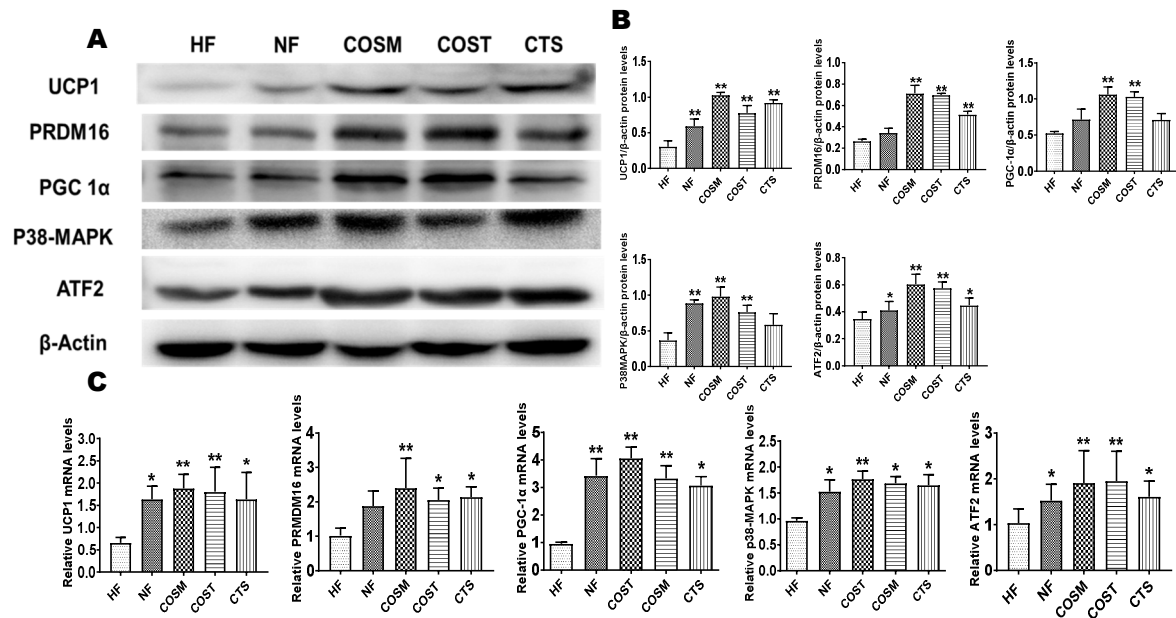 A
HF NF COSM COST CTS
UCP1
PRDM16
PGC 1α
P38-MAPK
ATF2
β-Actin
B
UCP1/β-actin protein levels
1.5
1.0
0.5
0.0
** ** ** **
HF NF COSM COST CTS
PRDM16/β-actin protein levels
1.0
0.8
0.6
0.4
0.2
0.0
** ** **
HF NF COSM COST CTS
PGC-1α/β-actin protein levels
1.5
1.0
0.5
0.0
** **
HF NF COSM COST CTS
P38MAPK/β-actin protein levels
1.5
1.0
0.5
0.0
** ** **
HF NF COSM COST CTS
ATF2/β-actin protein levels
0.8
0.6
0.4
0.2
0.0
* ** ** *
HF NF COSM COST CTS
C
Relative UCP1 mRNA levels
3.0
2.5
2.0
1.5
1.0
0.5
0.0
* ** ** *
HF NF COSM COST CTS
Relative PRMDM16 mRNA levels
4
3
2
1
0
** * *
HF NF COSM COST CTS
Relative PGC-1α mRNA levels
5
4
3
2
1
0
** ** ** *
HF NF COST COSM CTS
Relative p38-MAPK mRNA levels
2.5
2.0
1.5
1.0
0.5
0.0
* ** * *
HF NF COST COSM CTS
Relative ATF2 mRNA levels
3
2
1
0
* ** ** *
HF NF COSM COST CTS